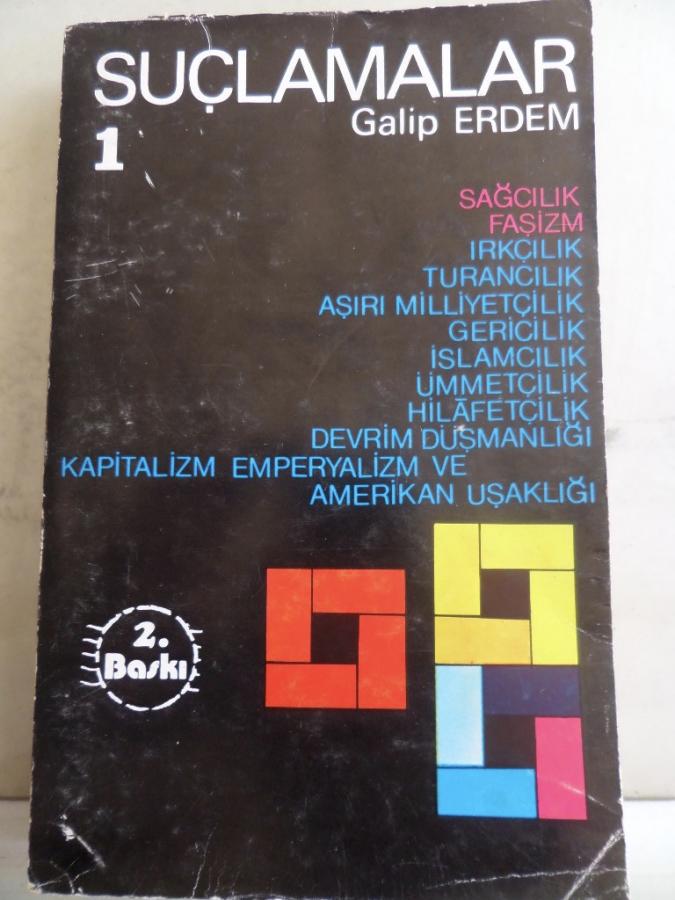 SUÇLAMALAR
Galip ERDEM
1
SAĞCILIK
FAŞİZM
IRKÇILIK
TURANCILIK
AŞIRI MİLLİYETÇİLİK
GERİCİLİK
İSLAMCILIK
ÜMMETÇİLİK
HİLÂFETÇİLİK
DEVRİM DÜŞMANLIĞI
KAPİTALİZM EMPERYALİZM VE
AMERİKAN UŞAKLIĞI
2.
Baskı